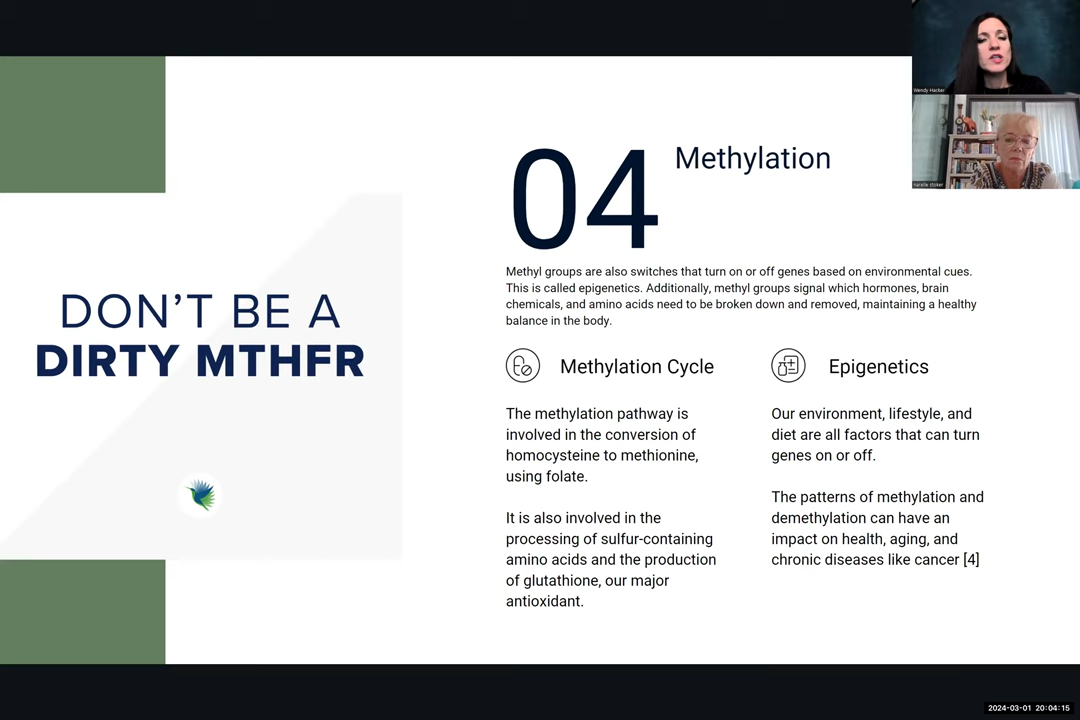 Wendy Hacker
narelle stoker
04
Methylation
Methyl groups are also switches that turn on or off genes based on environmental cues.
This is called epigenetics. Additionally, methyl groups signal which hormones, brain
chemicals, and amino acids need to be broken down and removed, maintaining a healthy
balance in the body.
DON'T BE A
DIRTY MTHFR
Methylation Cycle
The methylation pathway is
involved in the conversion of
homocysteine to methionine,
using folate.
It is also involved in the
processing of sulfur-containing
amino acids and the production
of glutathione, our major
antioxidant.
Epigenetics
Our environment, lifestyle, and
diet are all factors that can turn
genes on or off.
The patterns of methylation and
demethylation can have an
impact on health, aging, and
chronic diseases like cancer [4]
2024-03-01 20:04:15